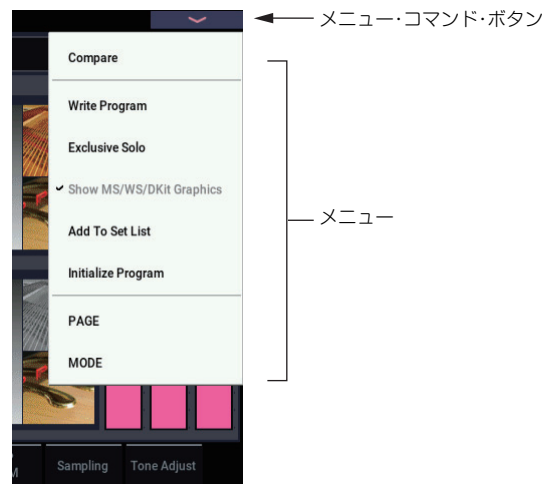 メニュー・コマンド・ボタン
Compare
Write Program
Exclusive Solo
Show MS/WS/DKit Graphics
メニュー
Add To Set List
Initialize Program
PAGE
MODE
Sampling
Tone Adjust